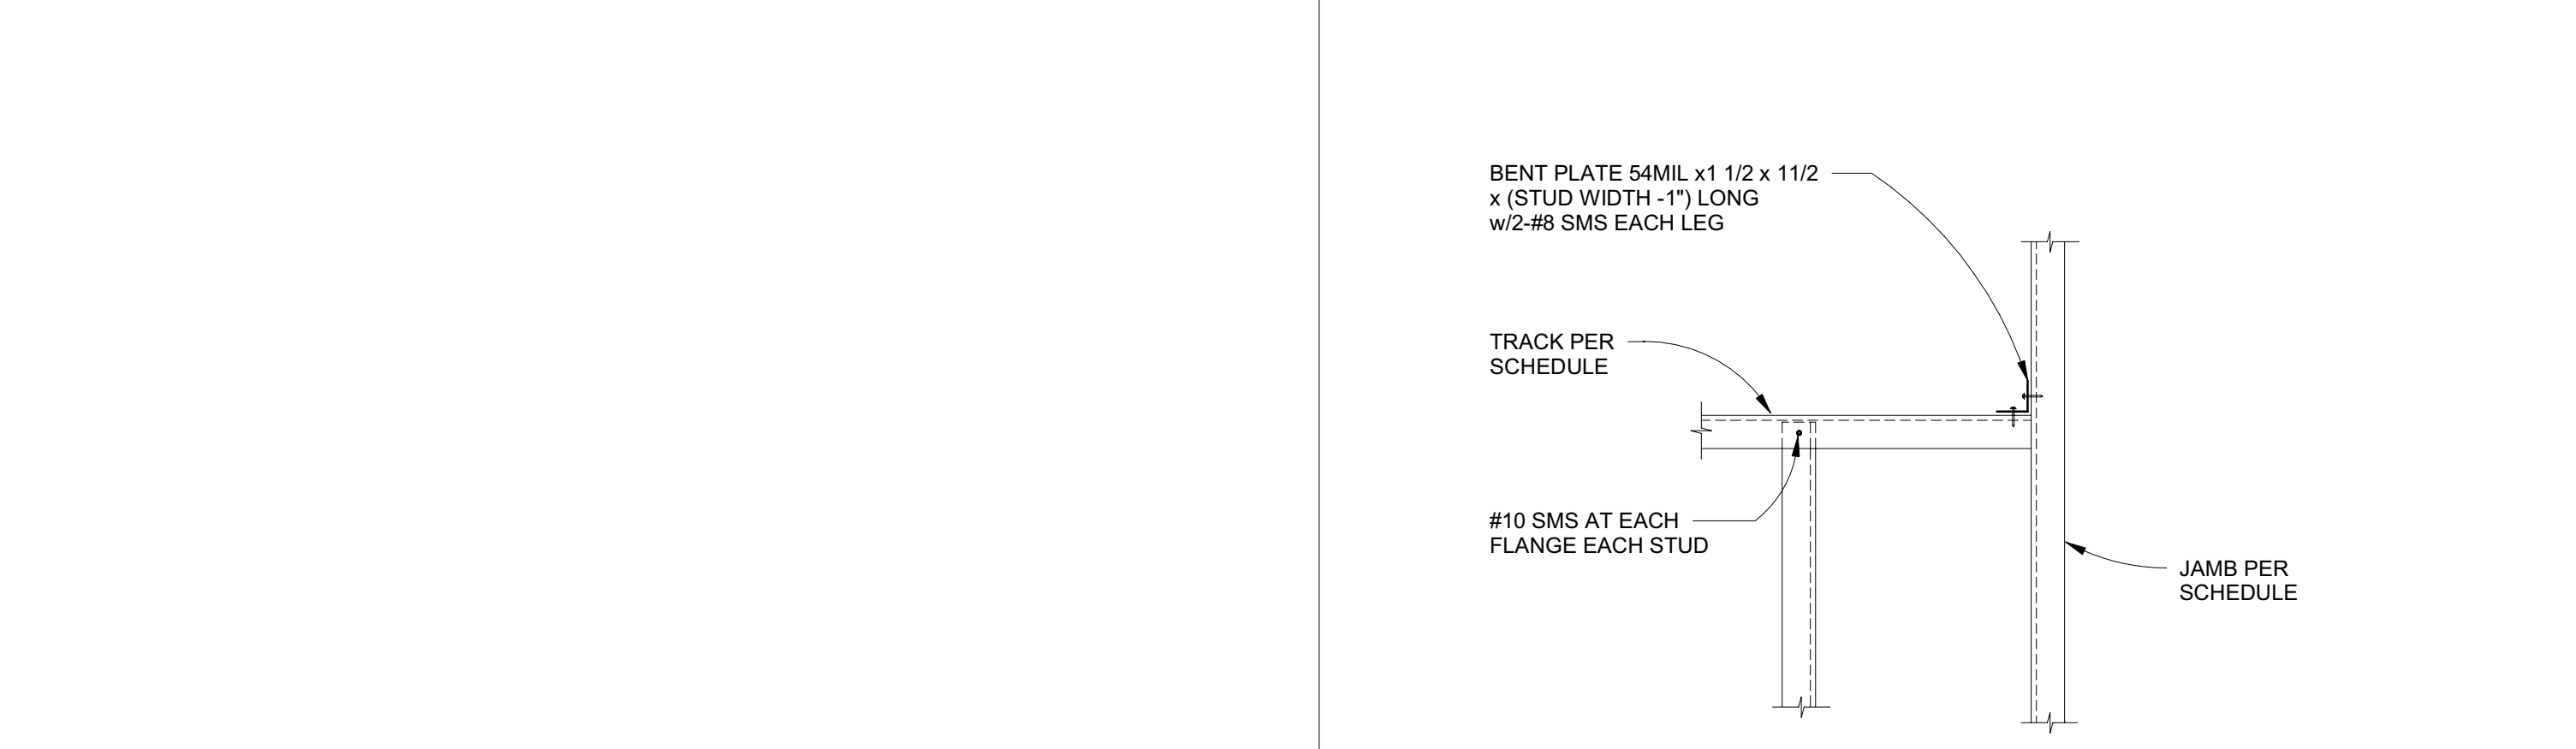 BENT PLATE 54MIL x1 1/2 x 11/2
x (STUD WIDTH -1") LONG
w/2-#8 SMS EACH LEG
TRACK PER
SCHEDULE
#10 SMS AT EACH
FLANGE EACH STUD
JAMB PER
SCHEDULE